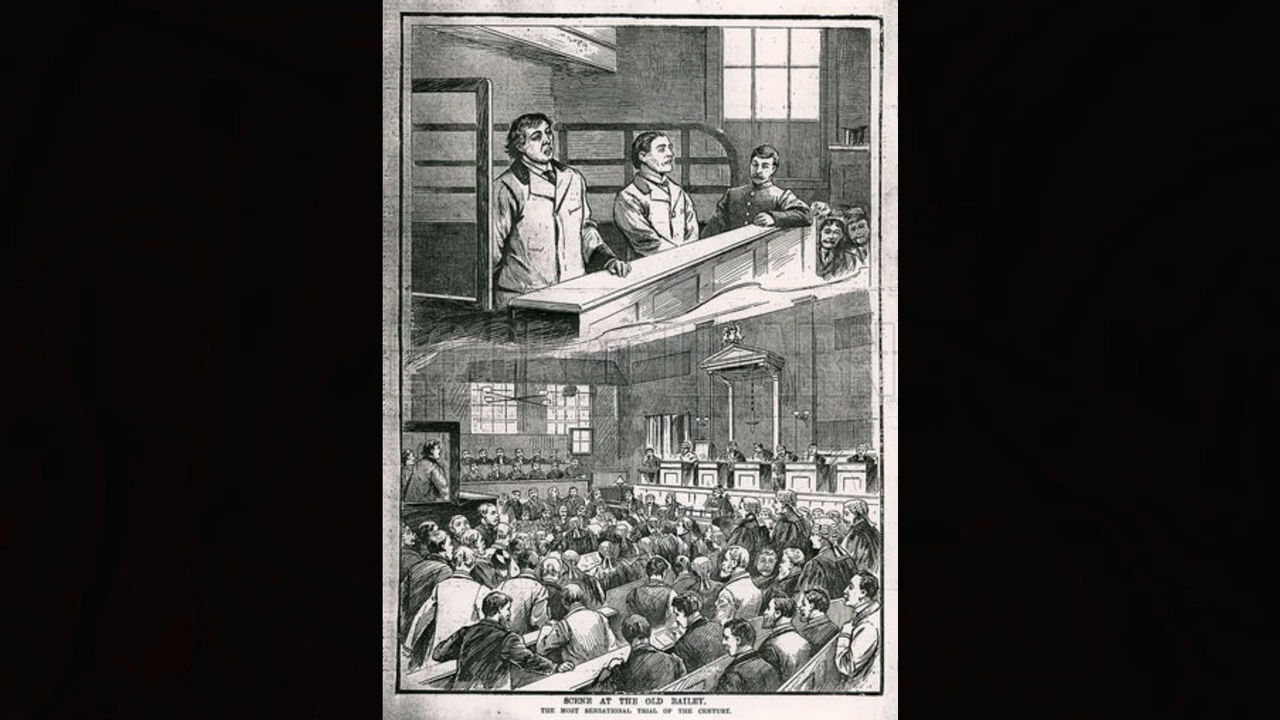 SCENE AT THE OLD BAILEY.
THE MOST SENSATIONAL TRIAL OF THE CENTURY.